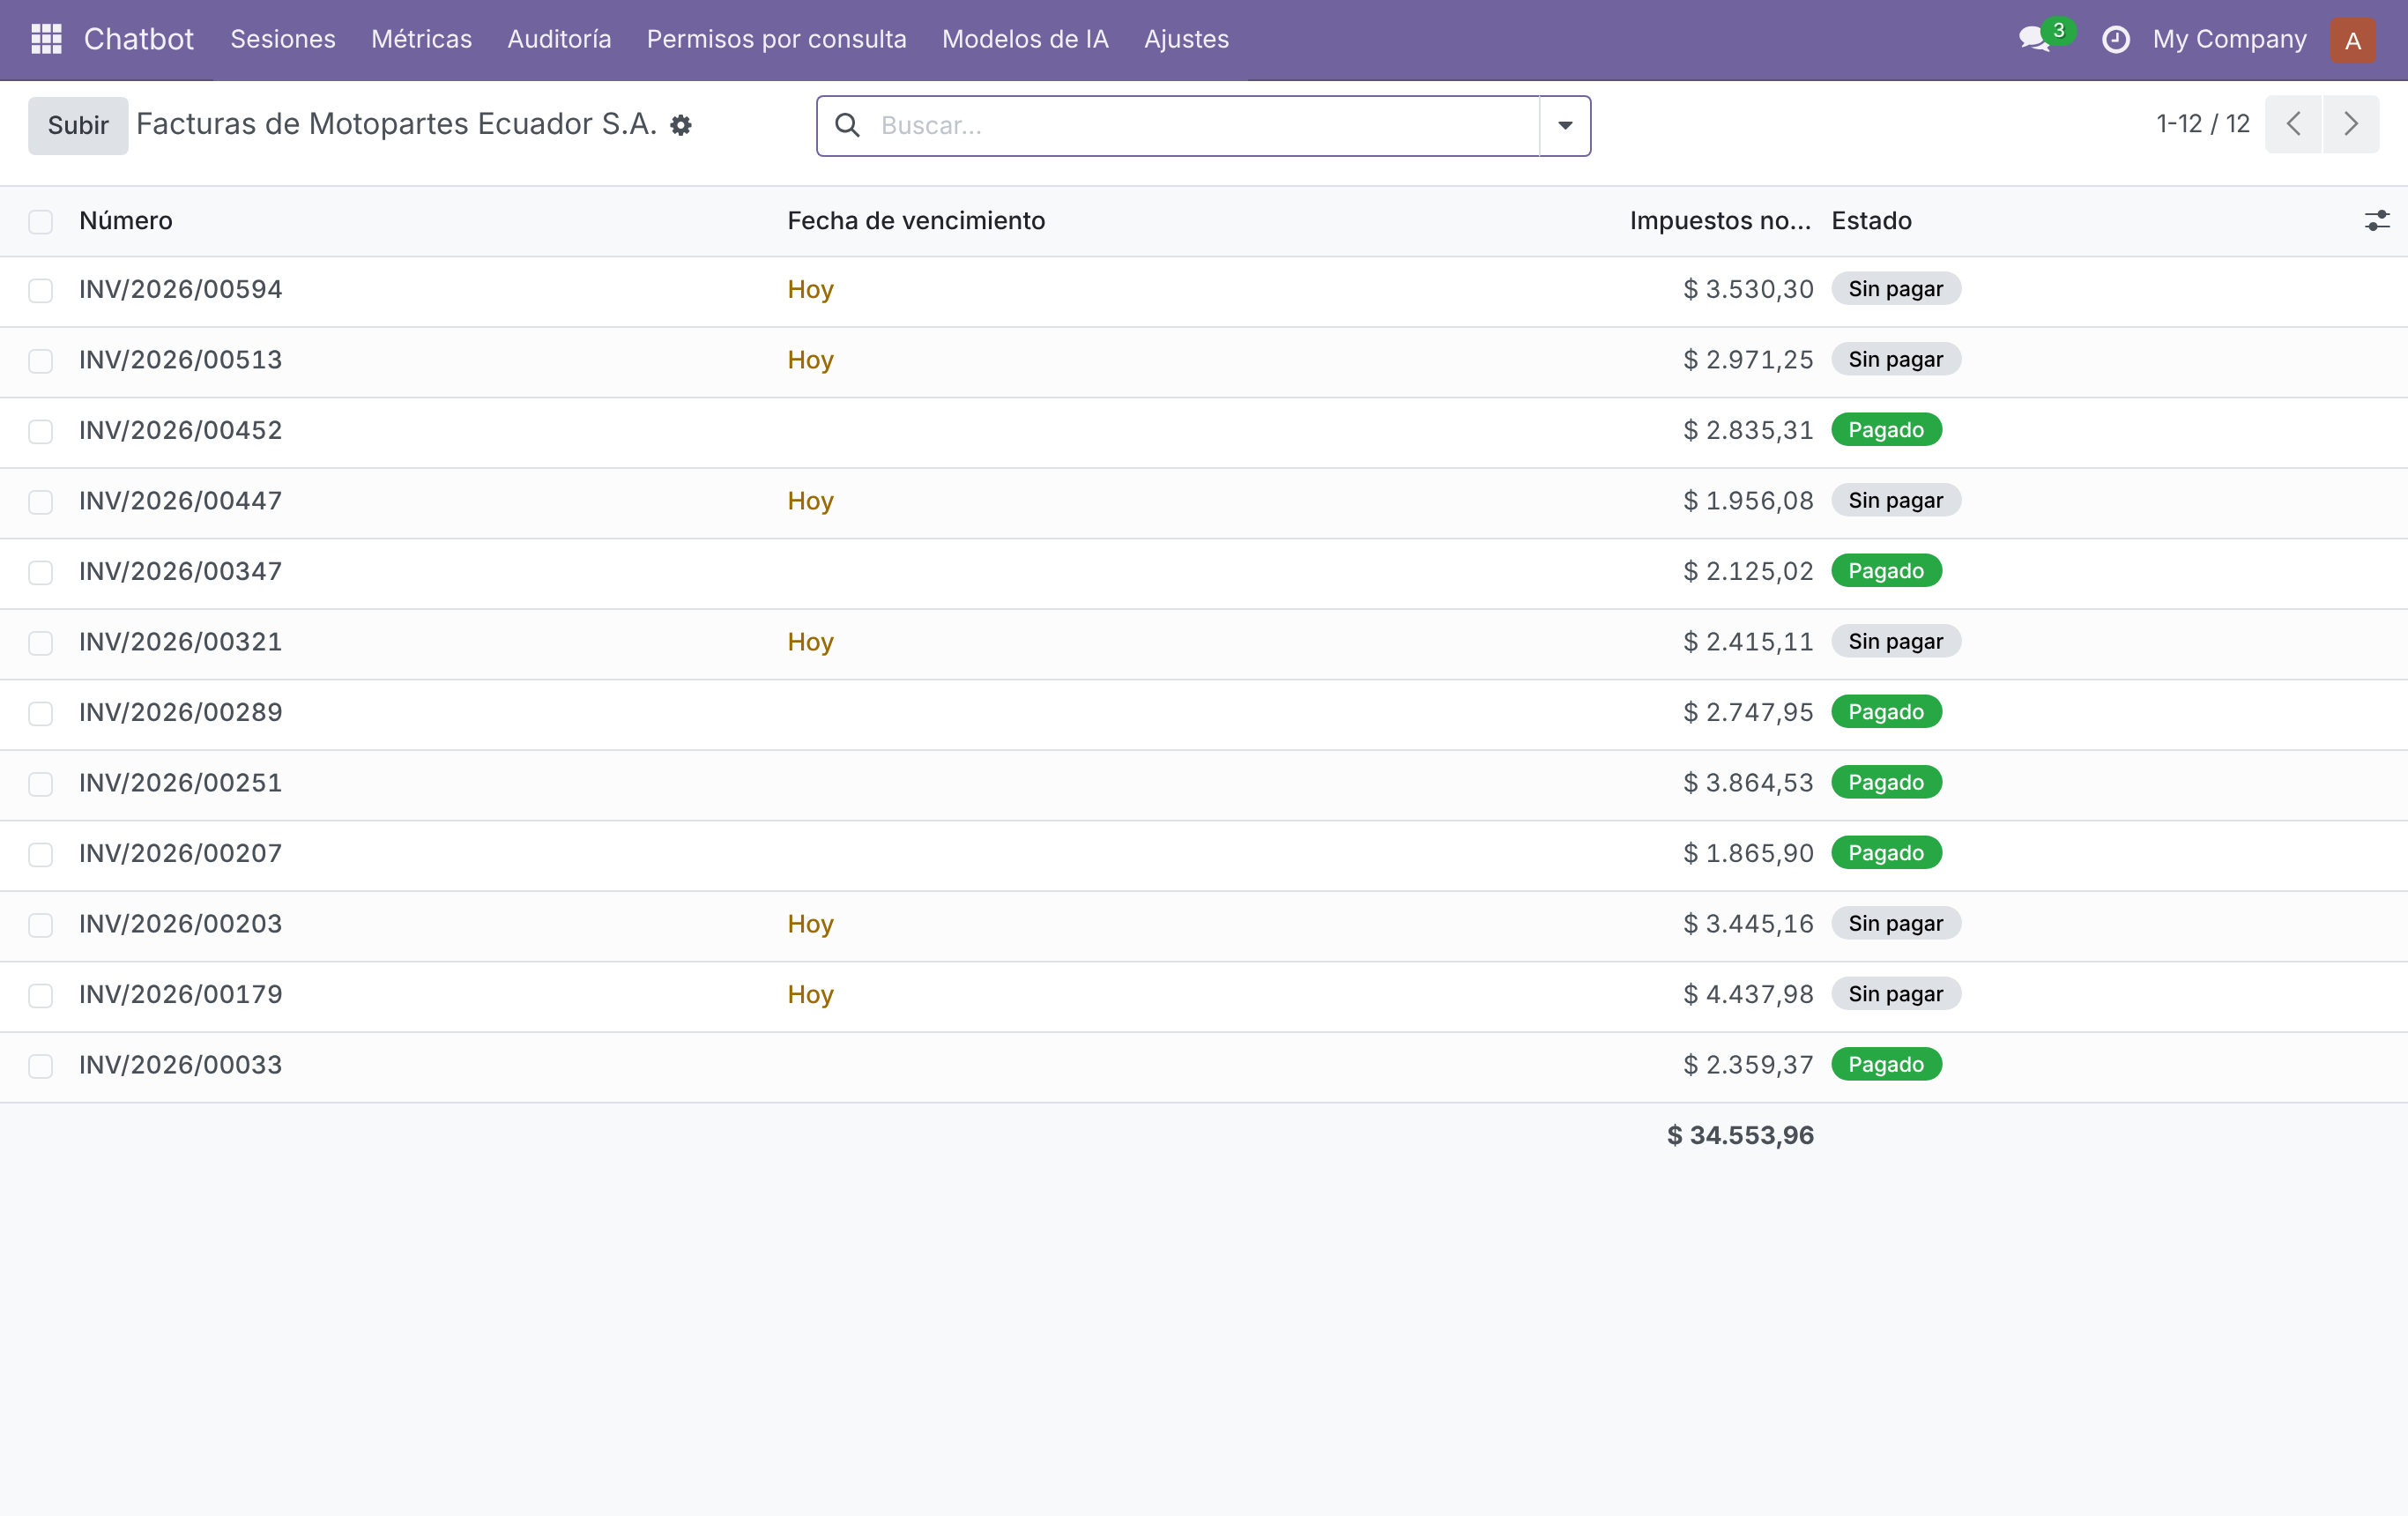 Chatbot Sesiones Métricas Auditoría Permisos por consulta Modelos de IA Ajustes 3 My Company A
Subir Facturas de Motopartes Ecuador S.A. Buscar... 1-12 / 12
Número Fecha de vencimiento Impuestos no... Estado
INV/2026/00594 Hoy $ 3.530,30 Sin pagar
INV/2026/00513 Hoy $ 2.971,25 Sin pagar
INV/2026/00452 $ 2.835,31 Pagado
INV/2026/00447 Hoy $ 1.956,08 Sin pagar
INV/2026/00347 $ 2.125,02 Pagado
INV/2026/00321 Hoy $ 2.415,11 Sin pagar
INV/2026/00289 $ 2.747,95 Pagado
INV/2026/00251 $ 3.864,53 Pagado
INV/2026/00207 $ 1.865,90 Pagado
INV/2026/00203 Hoy $ 3.445,16 Sin pagar
INV/2026/00179 Hoy $ 4.437,98 Sin pagar
INV/2026/00033 $ 2.359,37 Pagado
$ 34.553,96